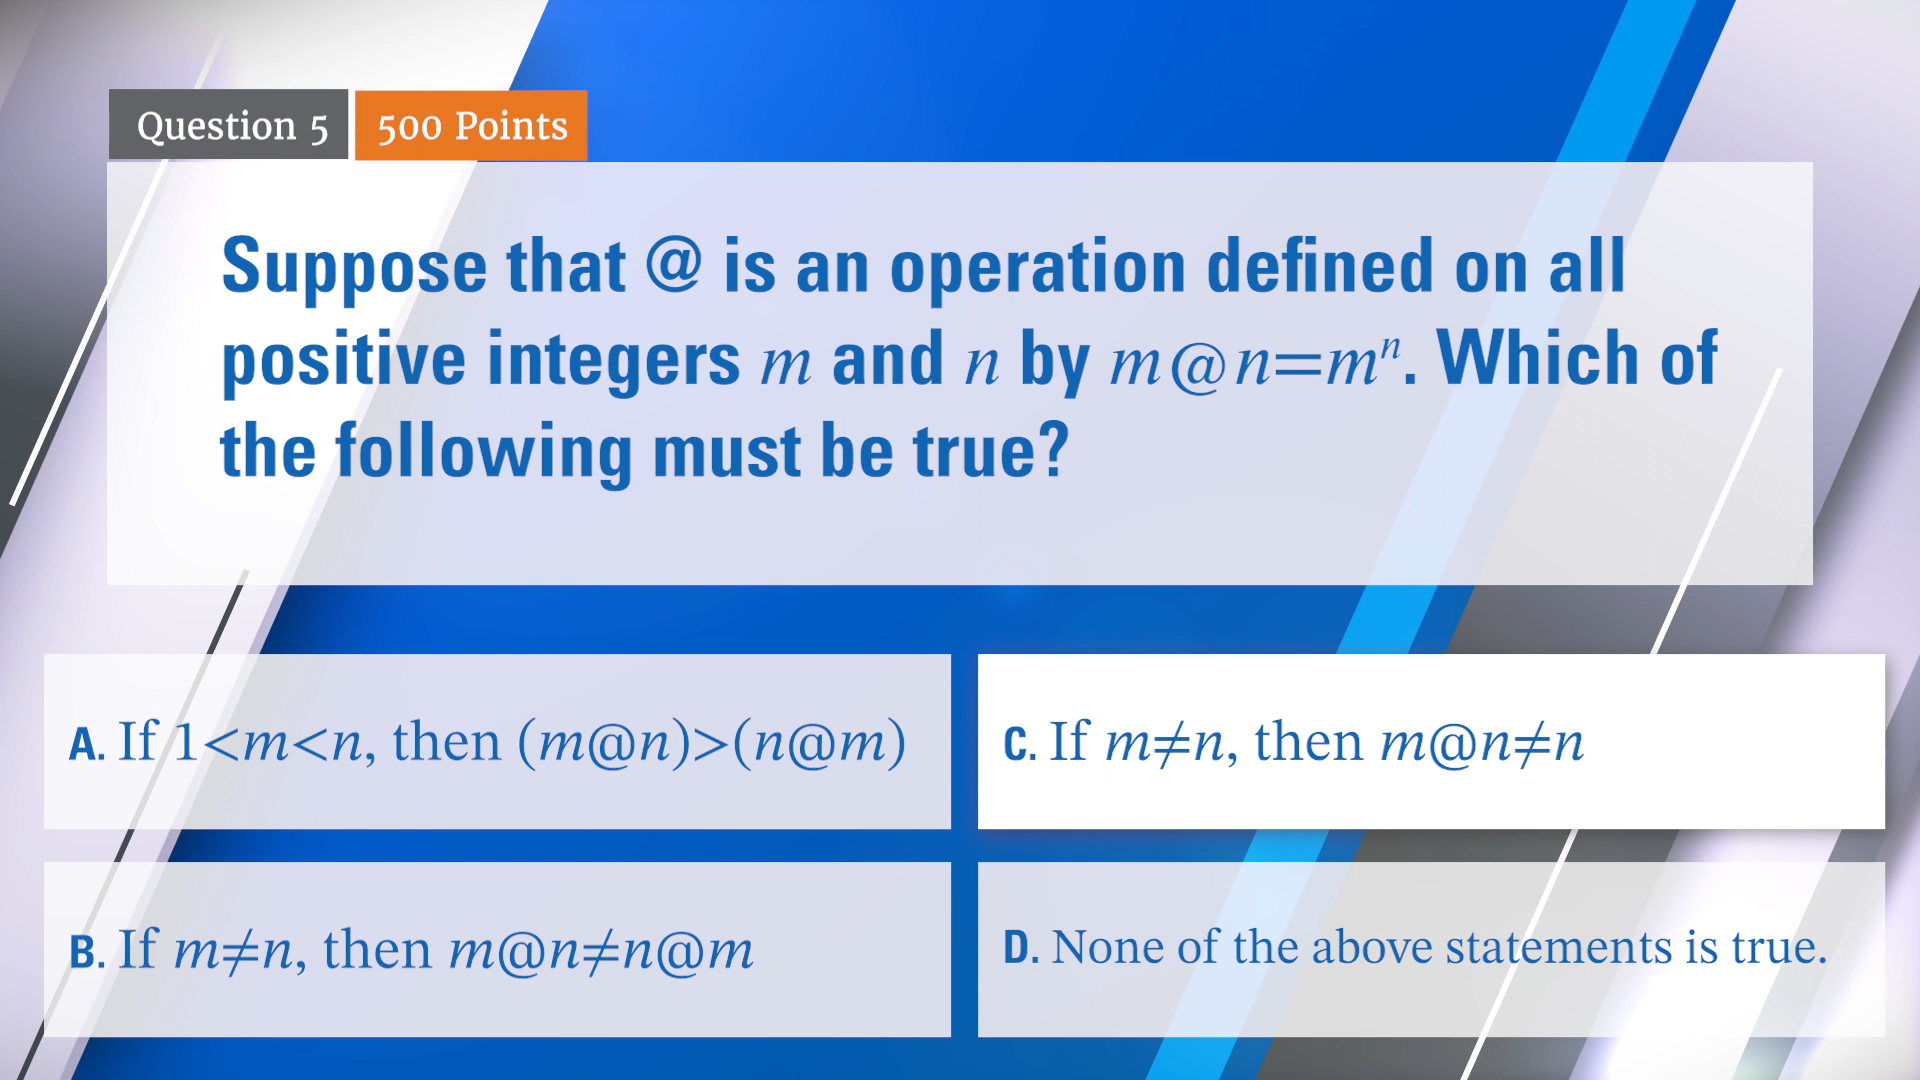 Question 5
500 Points
Suppose that @ is an operation defined on all
positive integers m and n by m@n=mⁿ. Which of
the following must be true?
A. If 1<m<n, then (m@n)>(n@m)
C. If m≠n, then m@n≠n
B. If m≠n, then m@n≠n@m
D. None of the above statements is true.